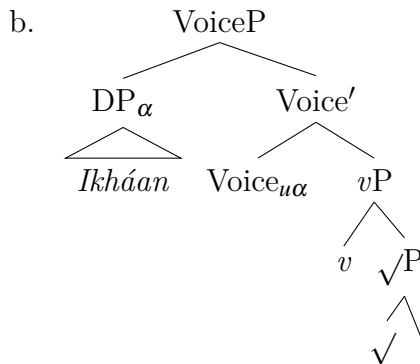 b.
VoiceP
DPα Voice′
Ikháan Voiceuα vP
v √P
√